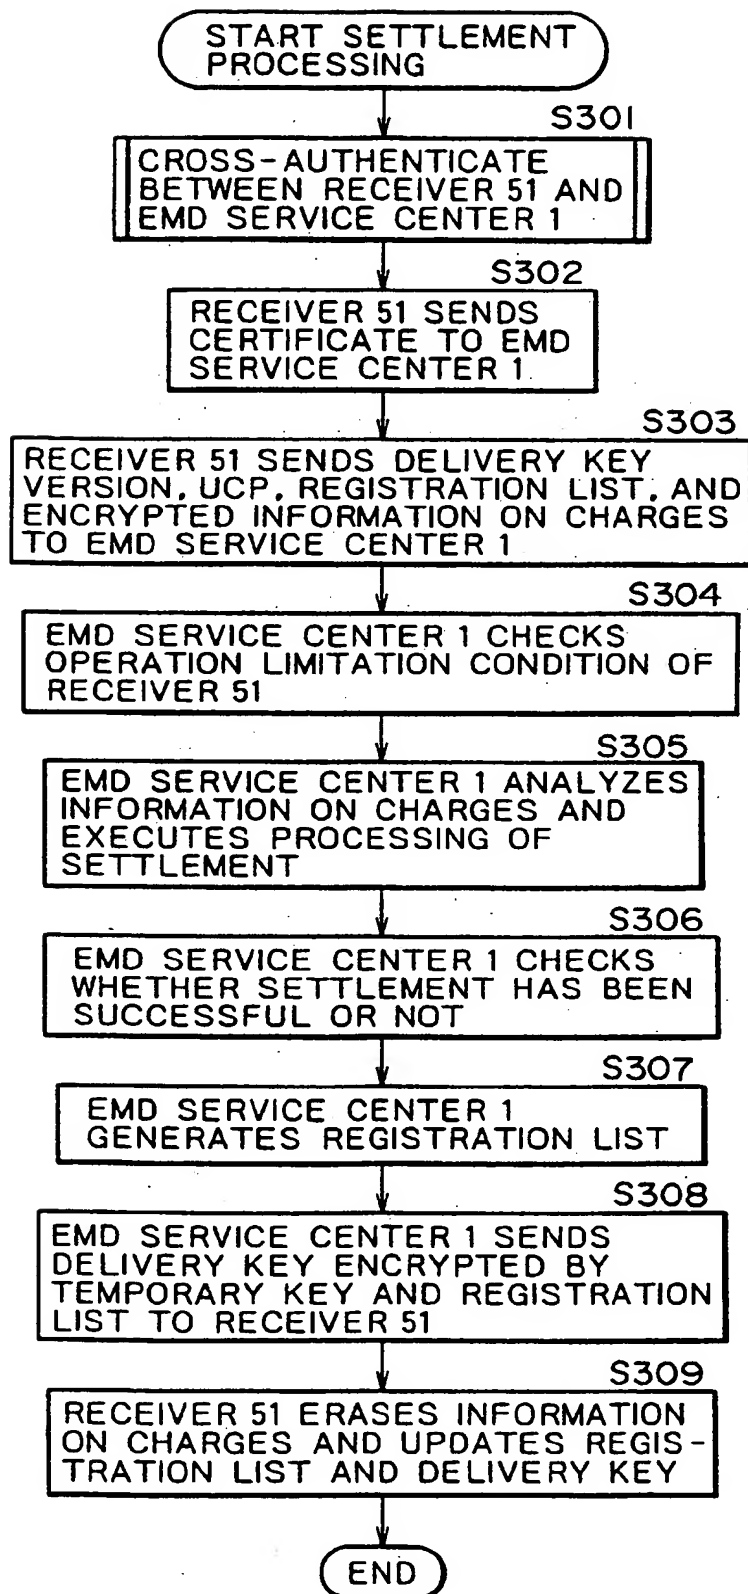 START SETTLEMENT
PROCESSING
S301
CROSS-AUTHENTICATE
BETWEEN RECEIVER 51 AND
EMD SERVICE CENTER 1
S302
RECEIVER 51 SENDS
CERTIFICATE TO EMD
SERVICE CENTER 1
S303
RECEIVER 51 SENDS DELIVERY KEY
VERSION, UCP, REGISTRATION LIST, AND
ENCRYPTED INFORMATION ON CHARGES
TO EMD SERVICE CENTER 1
S304
EMD SERVICE CENTER 1 CHECKS
OPERATION LIMITATION CONDITION OF
RECEIVER 51
S305
EMD SERVICE CENTER 1 ANALYZES
INFORMATION ON CHARGES AND
EXECUTES PROCESSING OF
SETTLEMENT
S306
EMD SERVICE CENTER 1 CHECKS
WHETHER SETTLEMENT HAS BEEN
SUCCESSFUL OR NOT
S307
EMD SERVICE CENTER 1
GENERATES REGISTRATION LIST
S308
EMD SERVICE CENTER 1 SENDS
DELIVERY KEY ENCRYPTED BY
TEMPORARY KEY AND REGISTRATION
LIST TO RECEIVER 51
S309
RECEIVER 51 ERASES INFORMATION
ON CHARGES AND UPDATES REGIS-
TRATION LIST AND DELIVERY KEY
END